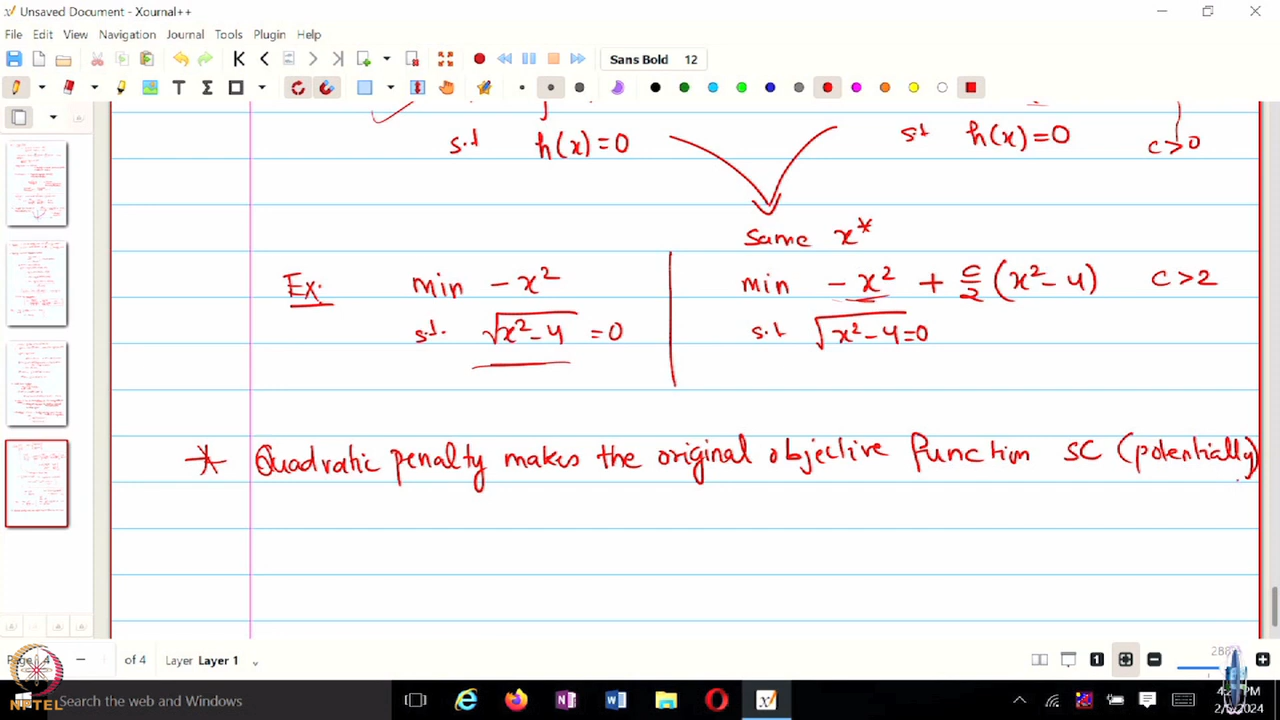 Unsaved Document - Xournal++
File Edit View Navigation Journal Tools Plugin Help
Sans Bold 12
s.t h(x)=0
s.t h(x)=0
c>0
same x*
Ex: min -x²
s.t. √x²-4 = 0
min -x² + c/2 (x²-4) c>2
s.t √x²-4=0
* Quadratic penalty makes the original objective function SC (potentially)
of 4 Layer Layer 1
NPTEL
Search the web and Windows